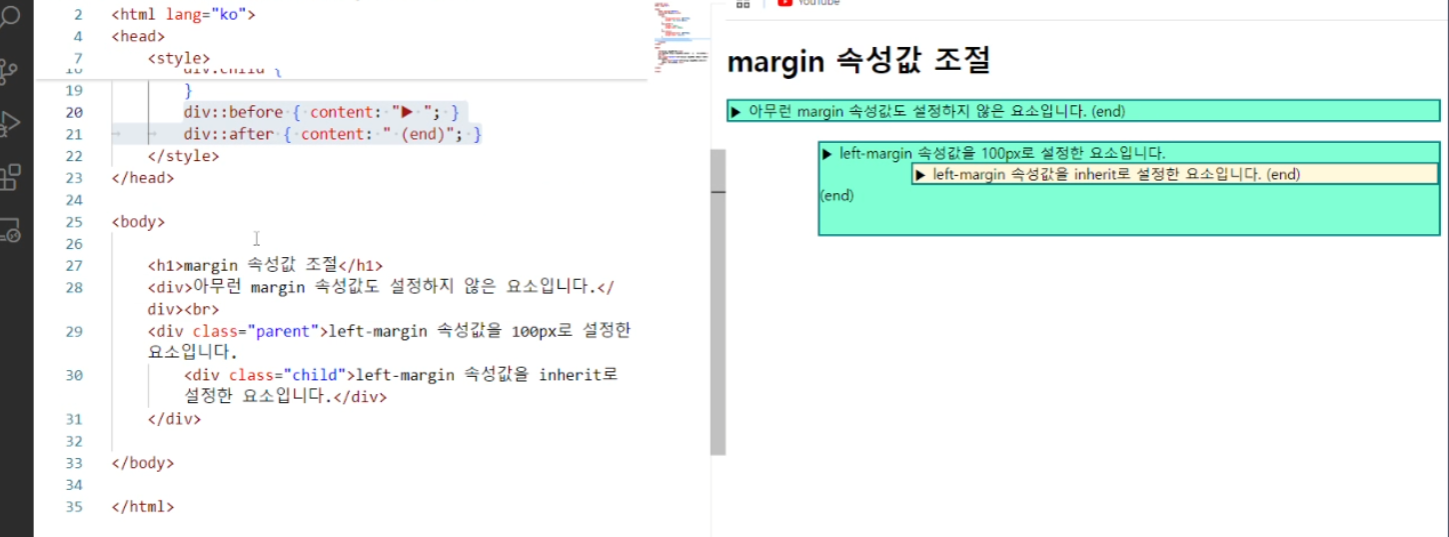 2 <html lang="ko">
4 <head>
7 <style>
18 div.child {
19 }
20 div::before { content: "▶ "; }
21 div::after { content: " (end)"; }
22 </style>
23 </head>
24
25 <body>
26
27 <h1>margin 속성값 조절</h1>
28 <div>아무런 margin 속성값도 설정하지 않은 요소입니다.</
div><br>
29 <div class="parent">left-margin 속성값을 100px로 설정한
요소입니다.
30 <div class="child">left-margin 속성값을 inherit로
설정한 요소입니다.</div>
31 </div>
32
33 </body>
34
35 </html>
YouTube
margin 속성값 조절
▶ 아무런 margin 속성값도 설정하지 않은 요소입니다. (end)
▶ left-margin 속성값을 100px로 설정한 요소입니다.
▶ left-margin 속성값을 inherit로 설정한 요소입니다. (end)
(end)